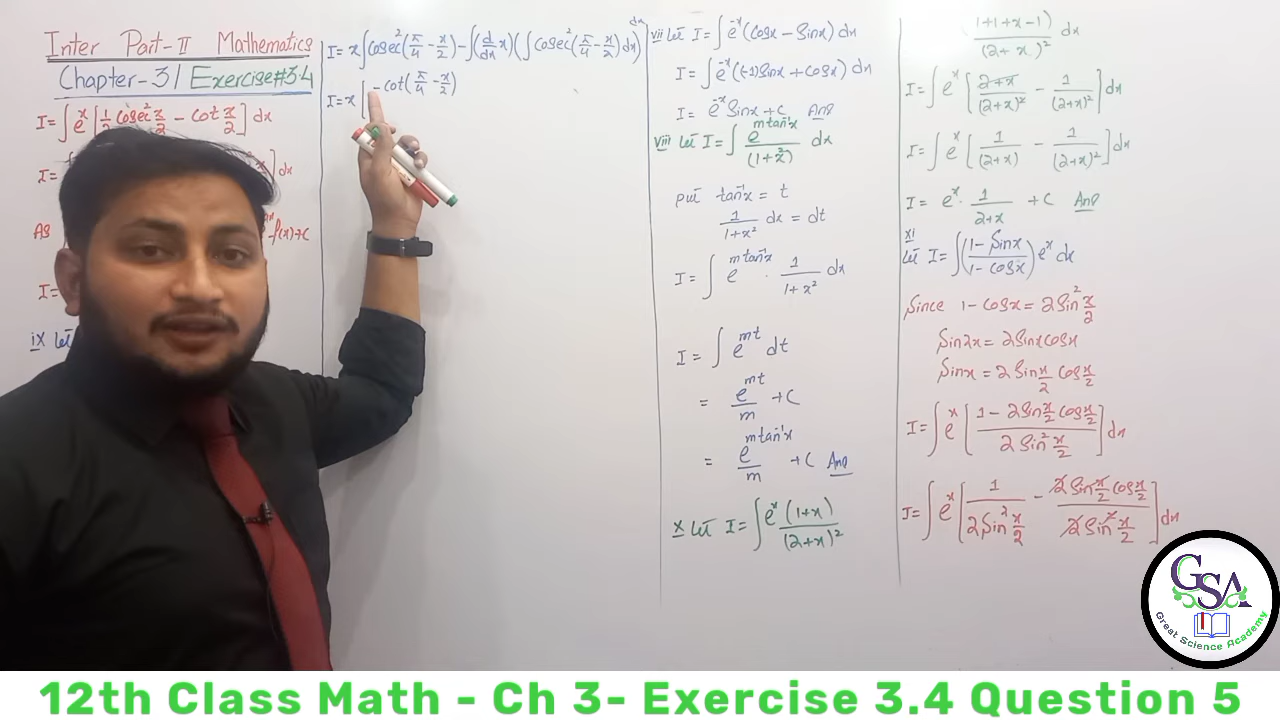 Inter Part-II Mathematics
Chapter-3 / Exercise#3.4
I = ∫ e^x [1/2 cosec² x/2 - cot x/2] dx
I =
]dx
As
f(x)+c
I =
ix Let
I = x∫cosec²(π/4 - x/2) - ∫(d/dx x)(∫cosec²(π/4 - x/2) dx) dx
I = x [ -cot(π/4 - x/2)
vii Let I = ∫ e^-x (cosx - sinx) dx
I = ∫ e^-x ((-1)sinx + cosx) dx
I = e^-x sinx + c Ans
viii Let I = ∫ e^(m tan⁻¹x) / (1+x²) dx
put tan⁻¹x = t
1/(1+x²) dx = dt
I = ∫ e^(m tan⁻¹x) · 1/(1+x²) dx
I = ∫ e^mt dt
= e^mt / m + c
= e^(m tan⁻¹x) / m + c Ans
x Let I = ∫ e^x (1+x) / (2+x)²
(1+1+x-1) / (2+x)² dx
I = ∫ e^x [(2+x)/(2+x)² - 1/(2+x)²] dx
I = ∫ e^x [1/(2+x) - 1/(2+x)²] dx
I = e^x · 1/(2+x) + c Ans
xi
Let I = ∫((1-sinx)/(1-cosx)) e^x dx
Since 1-cosx = 2sin² x/2
sin2x = 2sinx cosx
sinx = 2 sin x/2 cos x/2
I = ∫ e^x [(1 - 2sin x/2 cos x/2) / (2 sin² x/2)] dx
I = ∫ e^x [1/(2sin² x/2) - (2sin x/2 cos x/2)/(2sin² x/2)] dx
GSA
Great Science Academy
12th Class Math - Ch 3- Exercise 3.4 Question 5